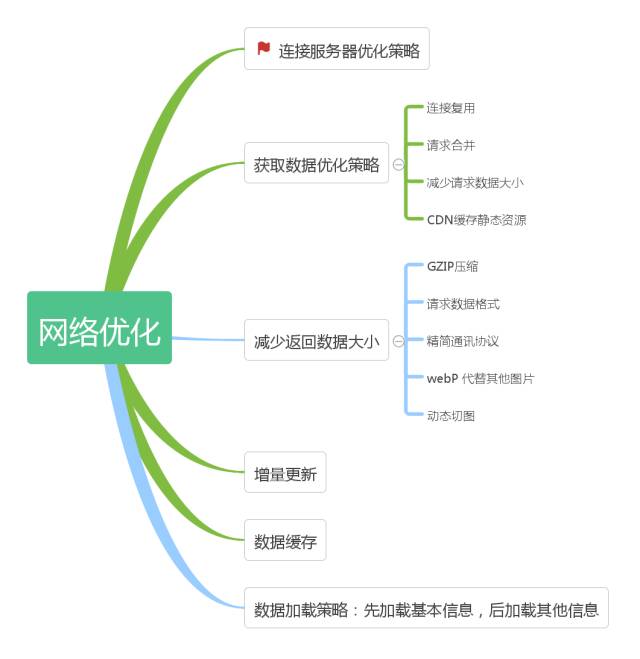 连接服务器优化策略
获取数据优化策略
连接复用
请求合并
减少请求数据大小
CDN缓存静态资源
网络优化
减少返回数据大小
GZIP压缩
请求数据格式
精简通讯协议
webP 代替其他图片
动态切图
增量更新
数据缓存
数据加载策略：先加载基本信息，后加载其他信息